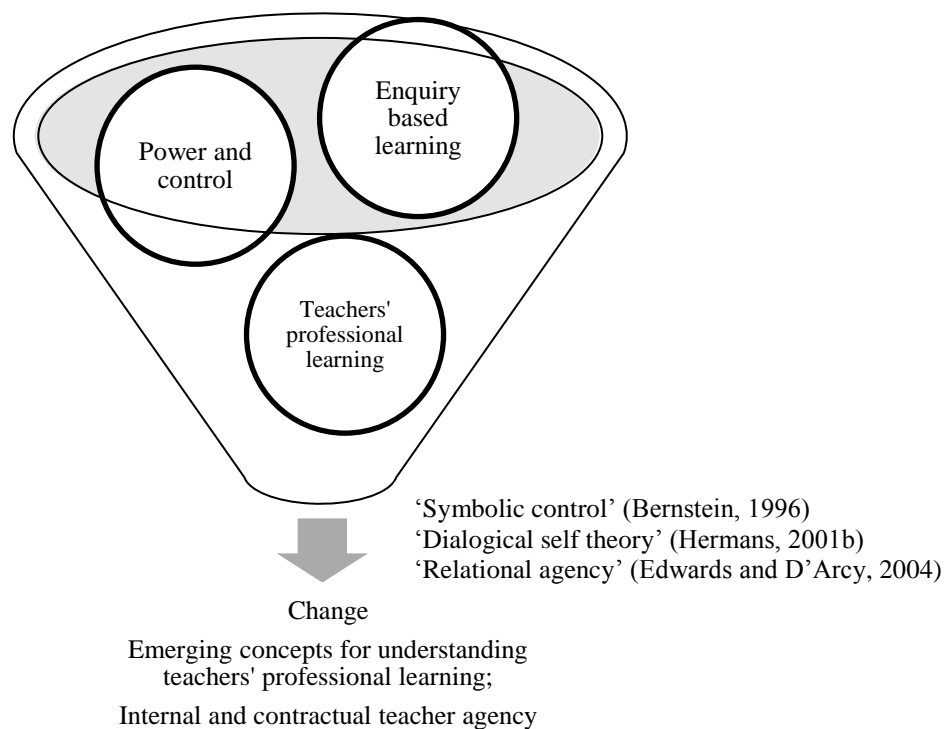 Enquiry
based
learning
Power and
control
Teachers'
professional
learning
‘Symbolic control’ (Bernstein, 1996)
‘Dialogical self theory’ (Hermans, 2001b)
‘Relational agency’ (Edwards and D’Arcy, 2004)
Change
Emerging concepts for understanding
teachers' professional learning;
Internal and contractual teacher agency